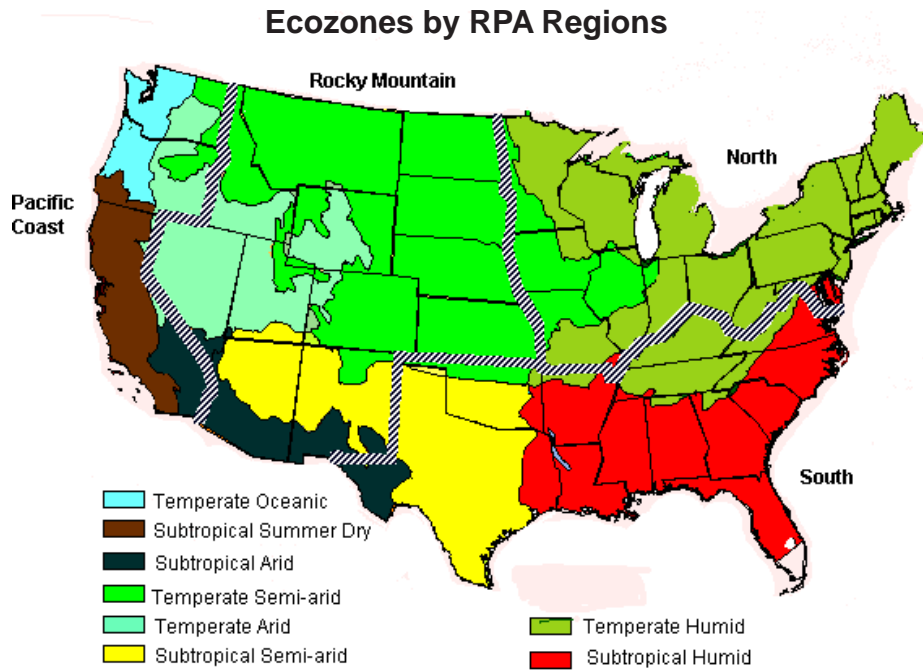 Ecozones by RPA Regions
Rocky Mountain
North
Pacific
Coast
South
Temperate Oceanic
Subtropical Summer Dry
Subtropical Arid
Temperate Semi-arid
Temperate Arid
Subtropical Semi-arid
Temperate Humid
Subtropical Humid